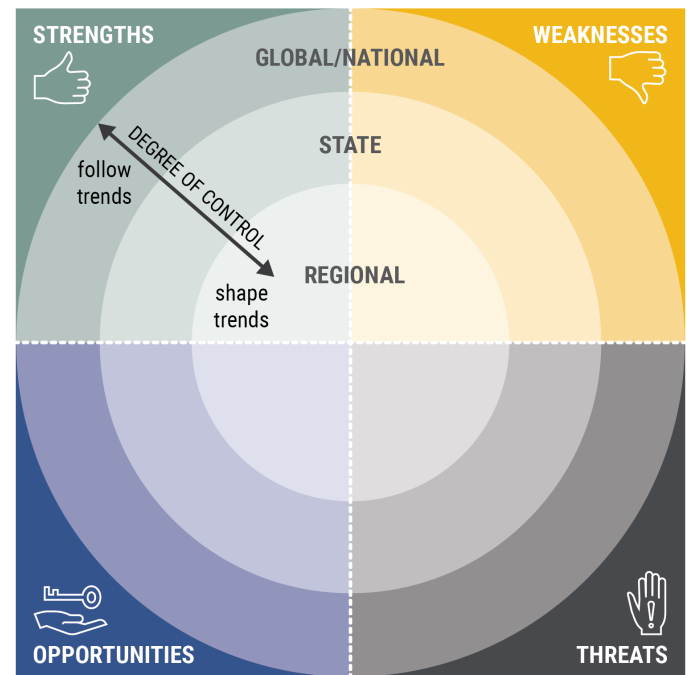 STRENGTHS
WEAKNESSES
GLOBAL/NATIONAL
STATE
DEGREE OF CONTROL
follow
trends
REGIONAL
shape
trends
OPPORTUNITIES
THREATS